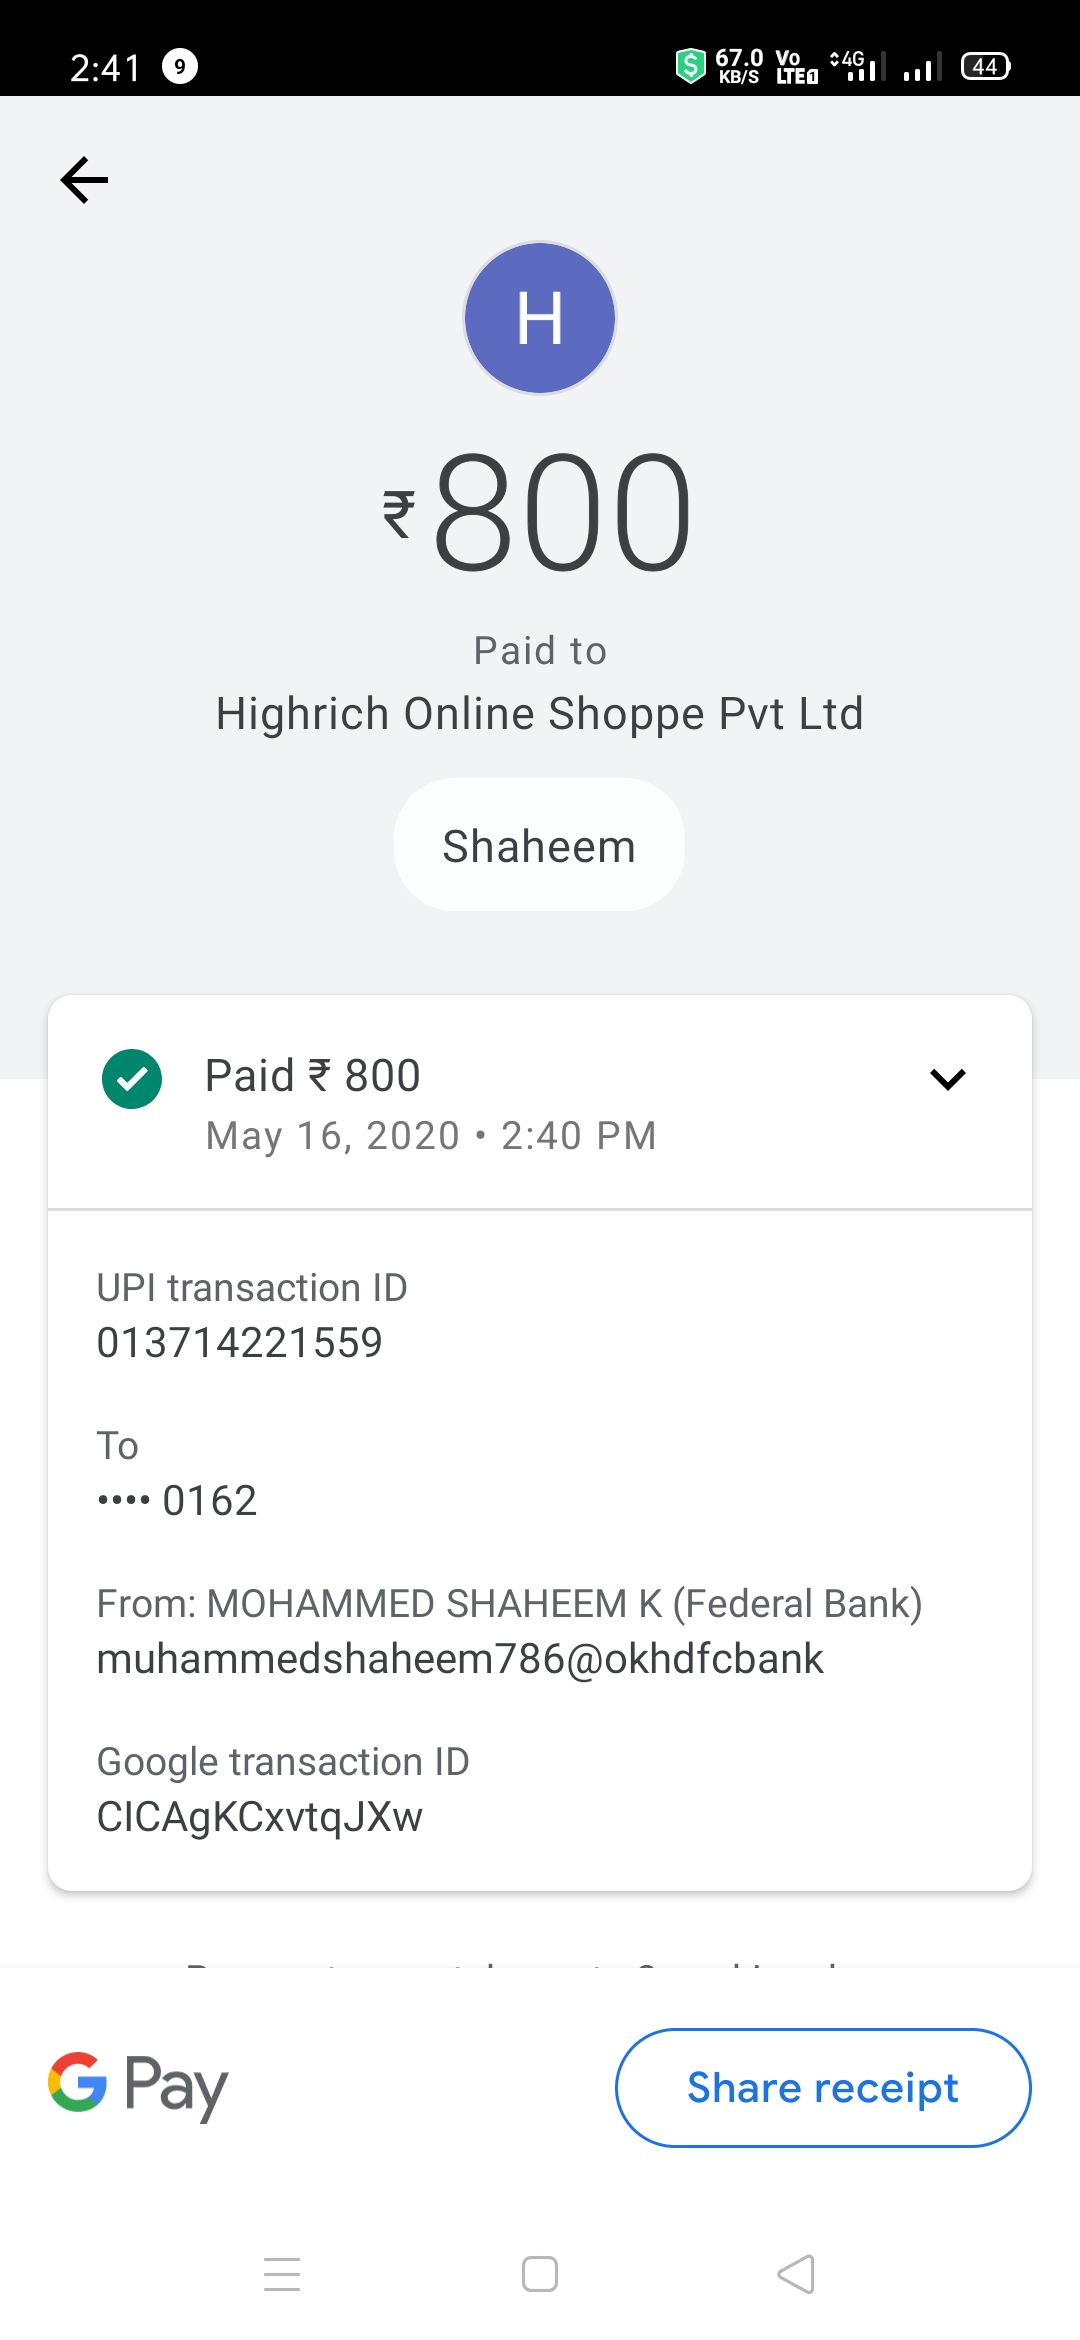 2:41 9 67.0 KB/S Vo LTE 1 4G 44
H
₹800
Paid to
Highrich Online Shoppe Pvt Ltd
Shaheem
Paid ₹ 800
May 16, 2020 • 2:40 PM
UPI transaction ID
013714221559
To
•••• 0162
From: MOHAMMED SHAHEEM K (Federal Bank)
muhammedshaheem786@okhdfcbank
Google transaction ID
CICAgKCxvtqJXw
G Pay
Share receipt